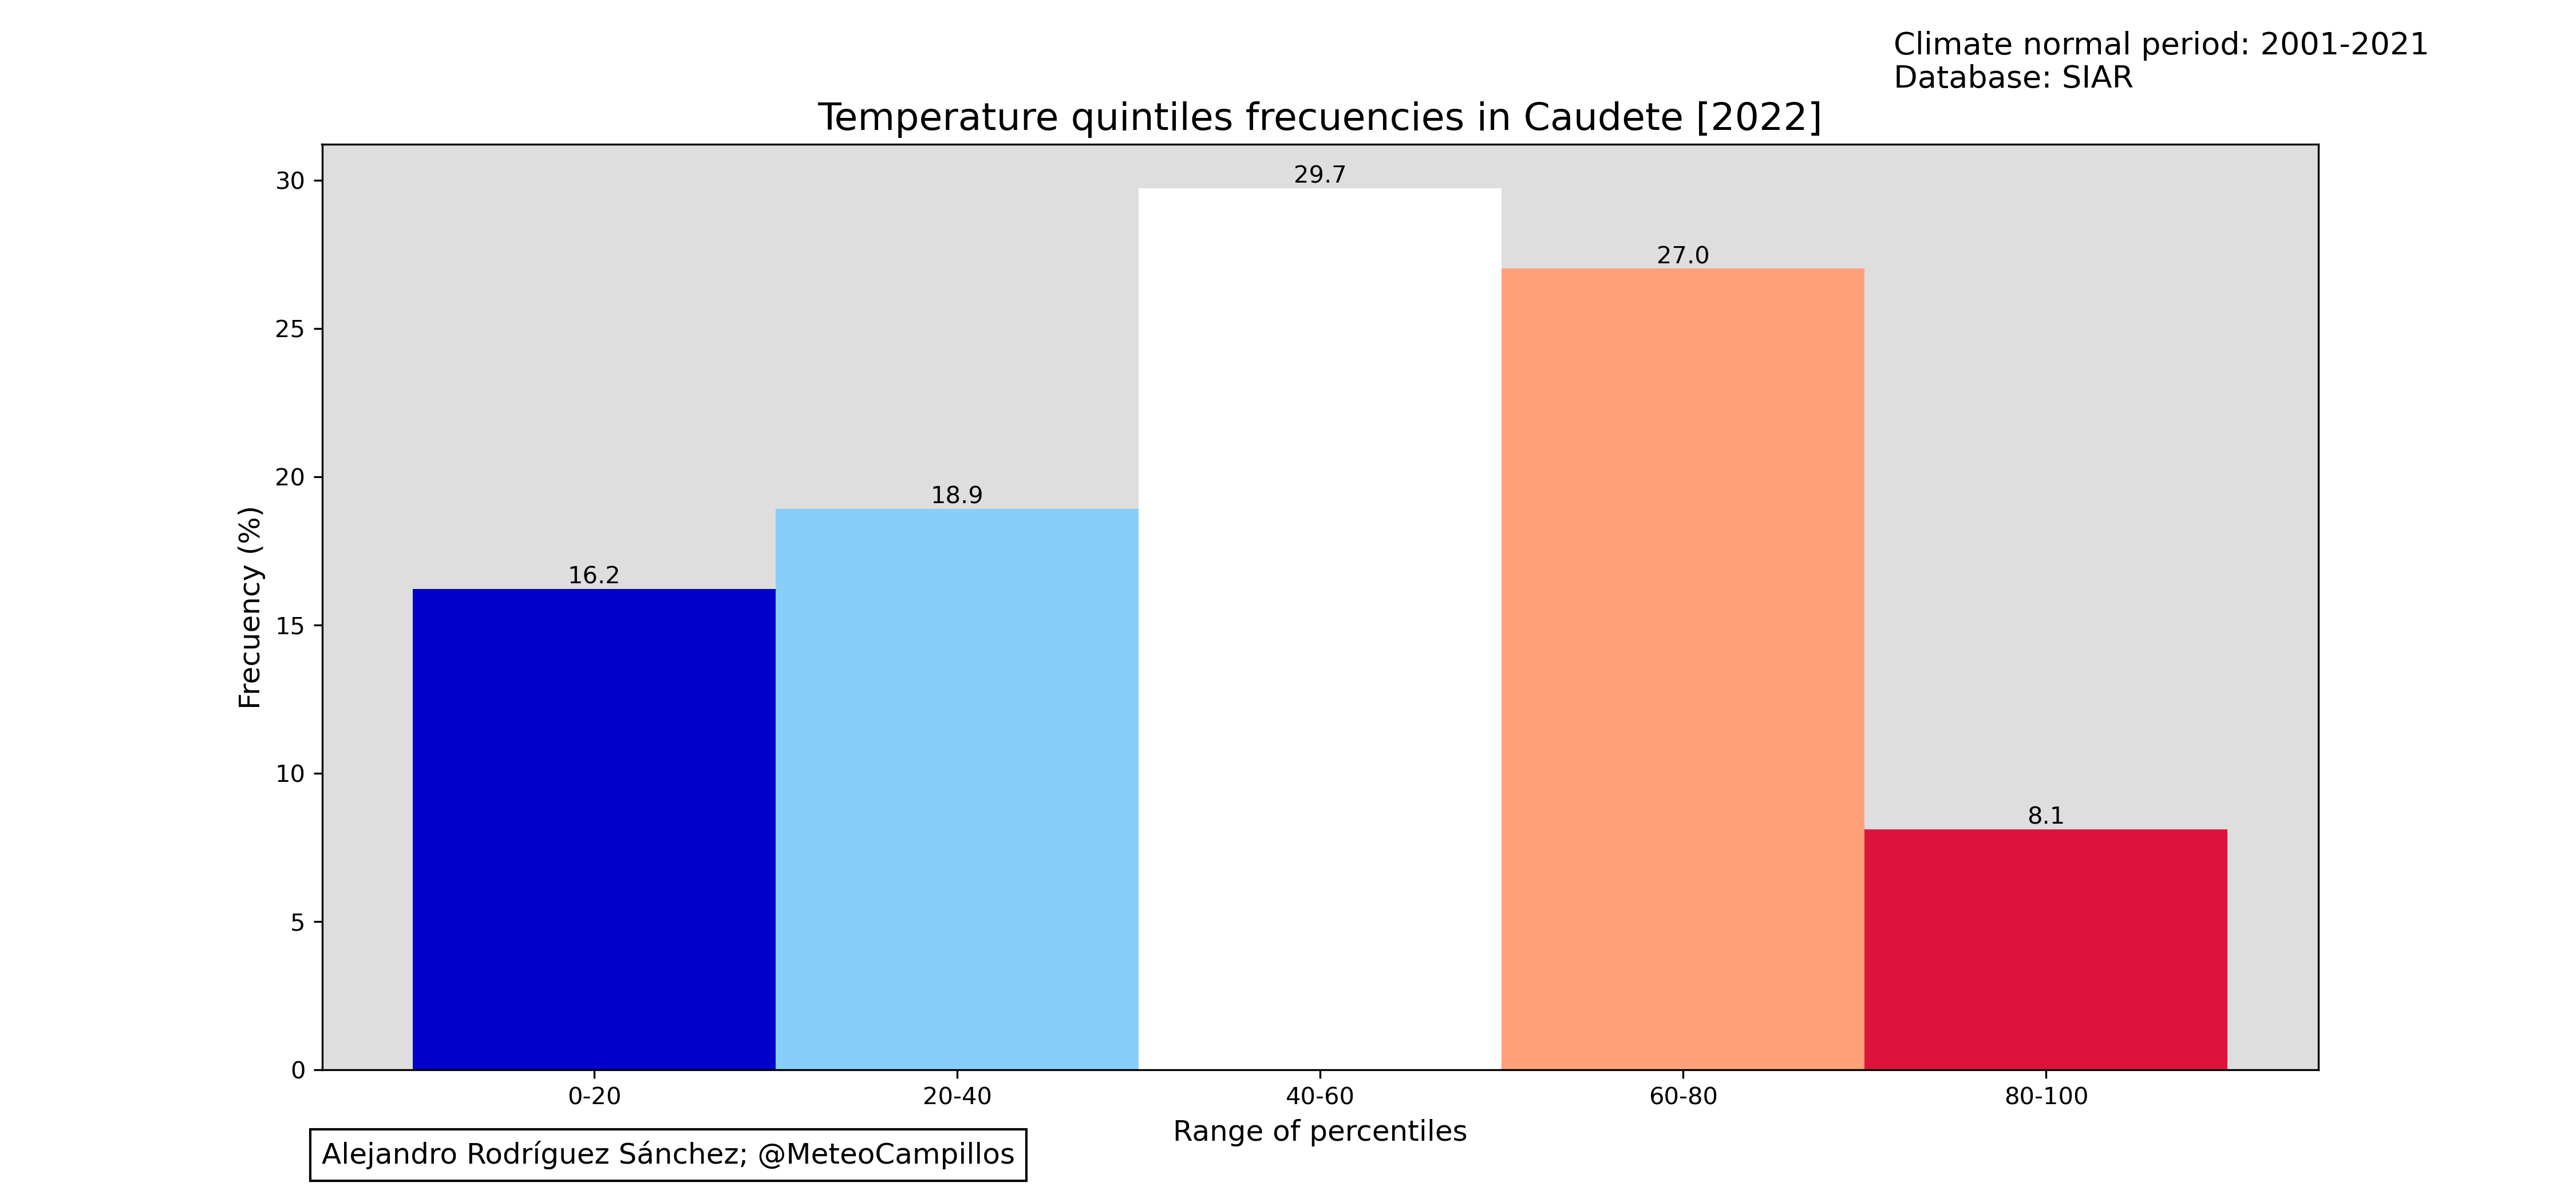 Climate normal period: 2001-2021
Database: SIAR
Temperature quintiles frecuencies in Caudete [2022]
30
25
20
15
10
5
0
Frecuency (%)
16.2
18.9
29.7
27.0
8.1
0-20
20-40
40-60
60-80
80-100
Range of percentiles
Alejandro Rodríguez Sánchez; @MeteoCampillos